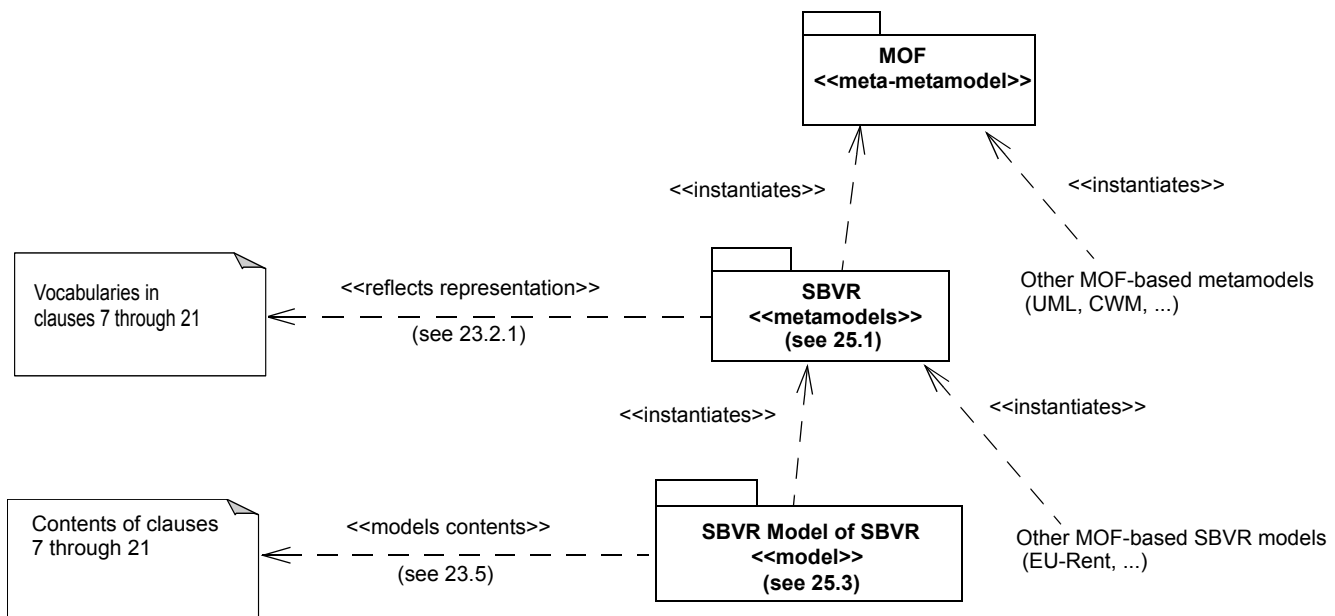 MOF
<<meta-metamodel>>
<<instantiates>>
<<instantiates>>
Vocabularies in
clauses 7 through 21
<<reflects representation>>
(see 23.2.1)
SBVR
<<metamodels>>
(see 25.1)
Other MOF-based metamodels
(UML, CWM, ...)
<<instantiates>>
<<instantiates>>
Contents of clauses
7 through 21
<<models contents>>
(see 23.5)
SBVR Model of SBVR
<<model>>
(see 25.3)
Other MOF-based SBVR models
(EU-Rent, ...)